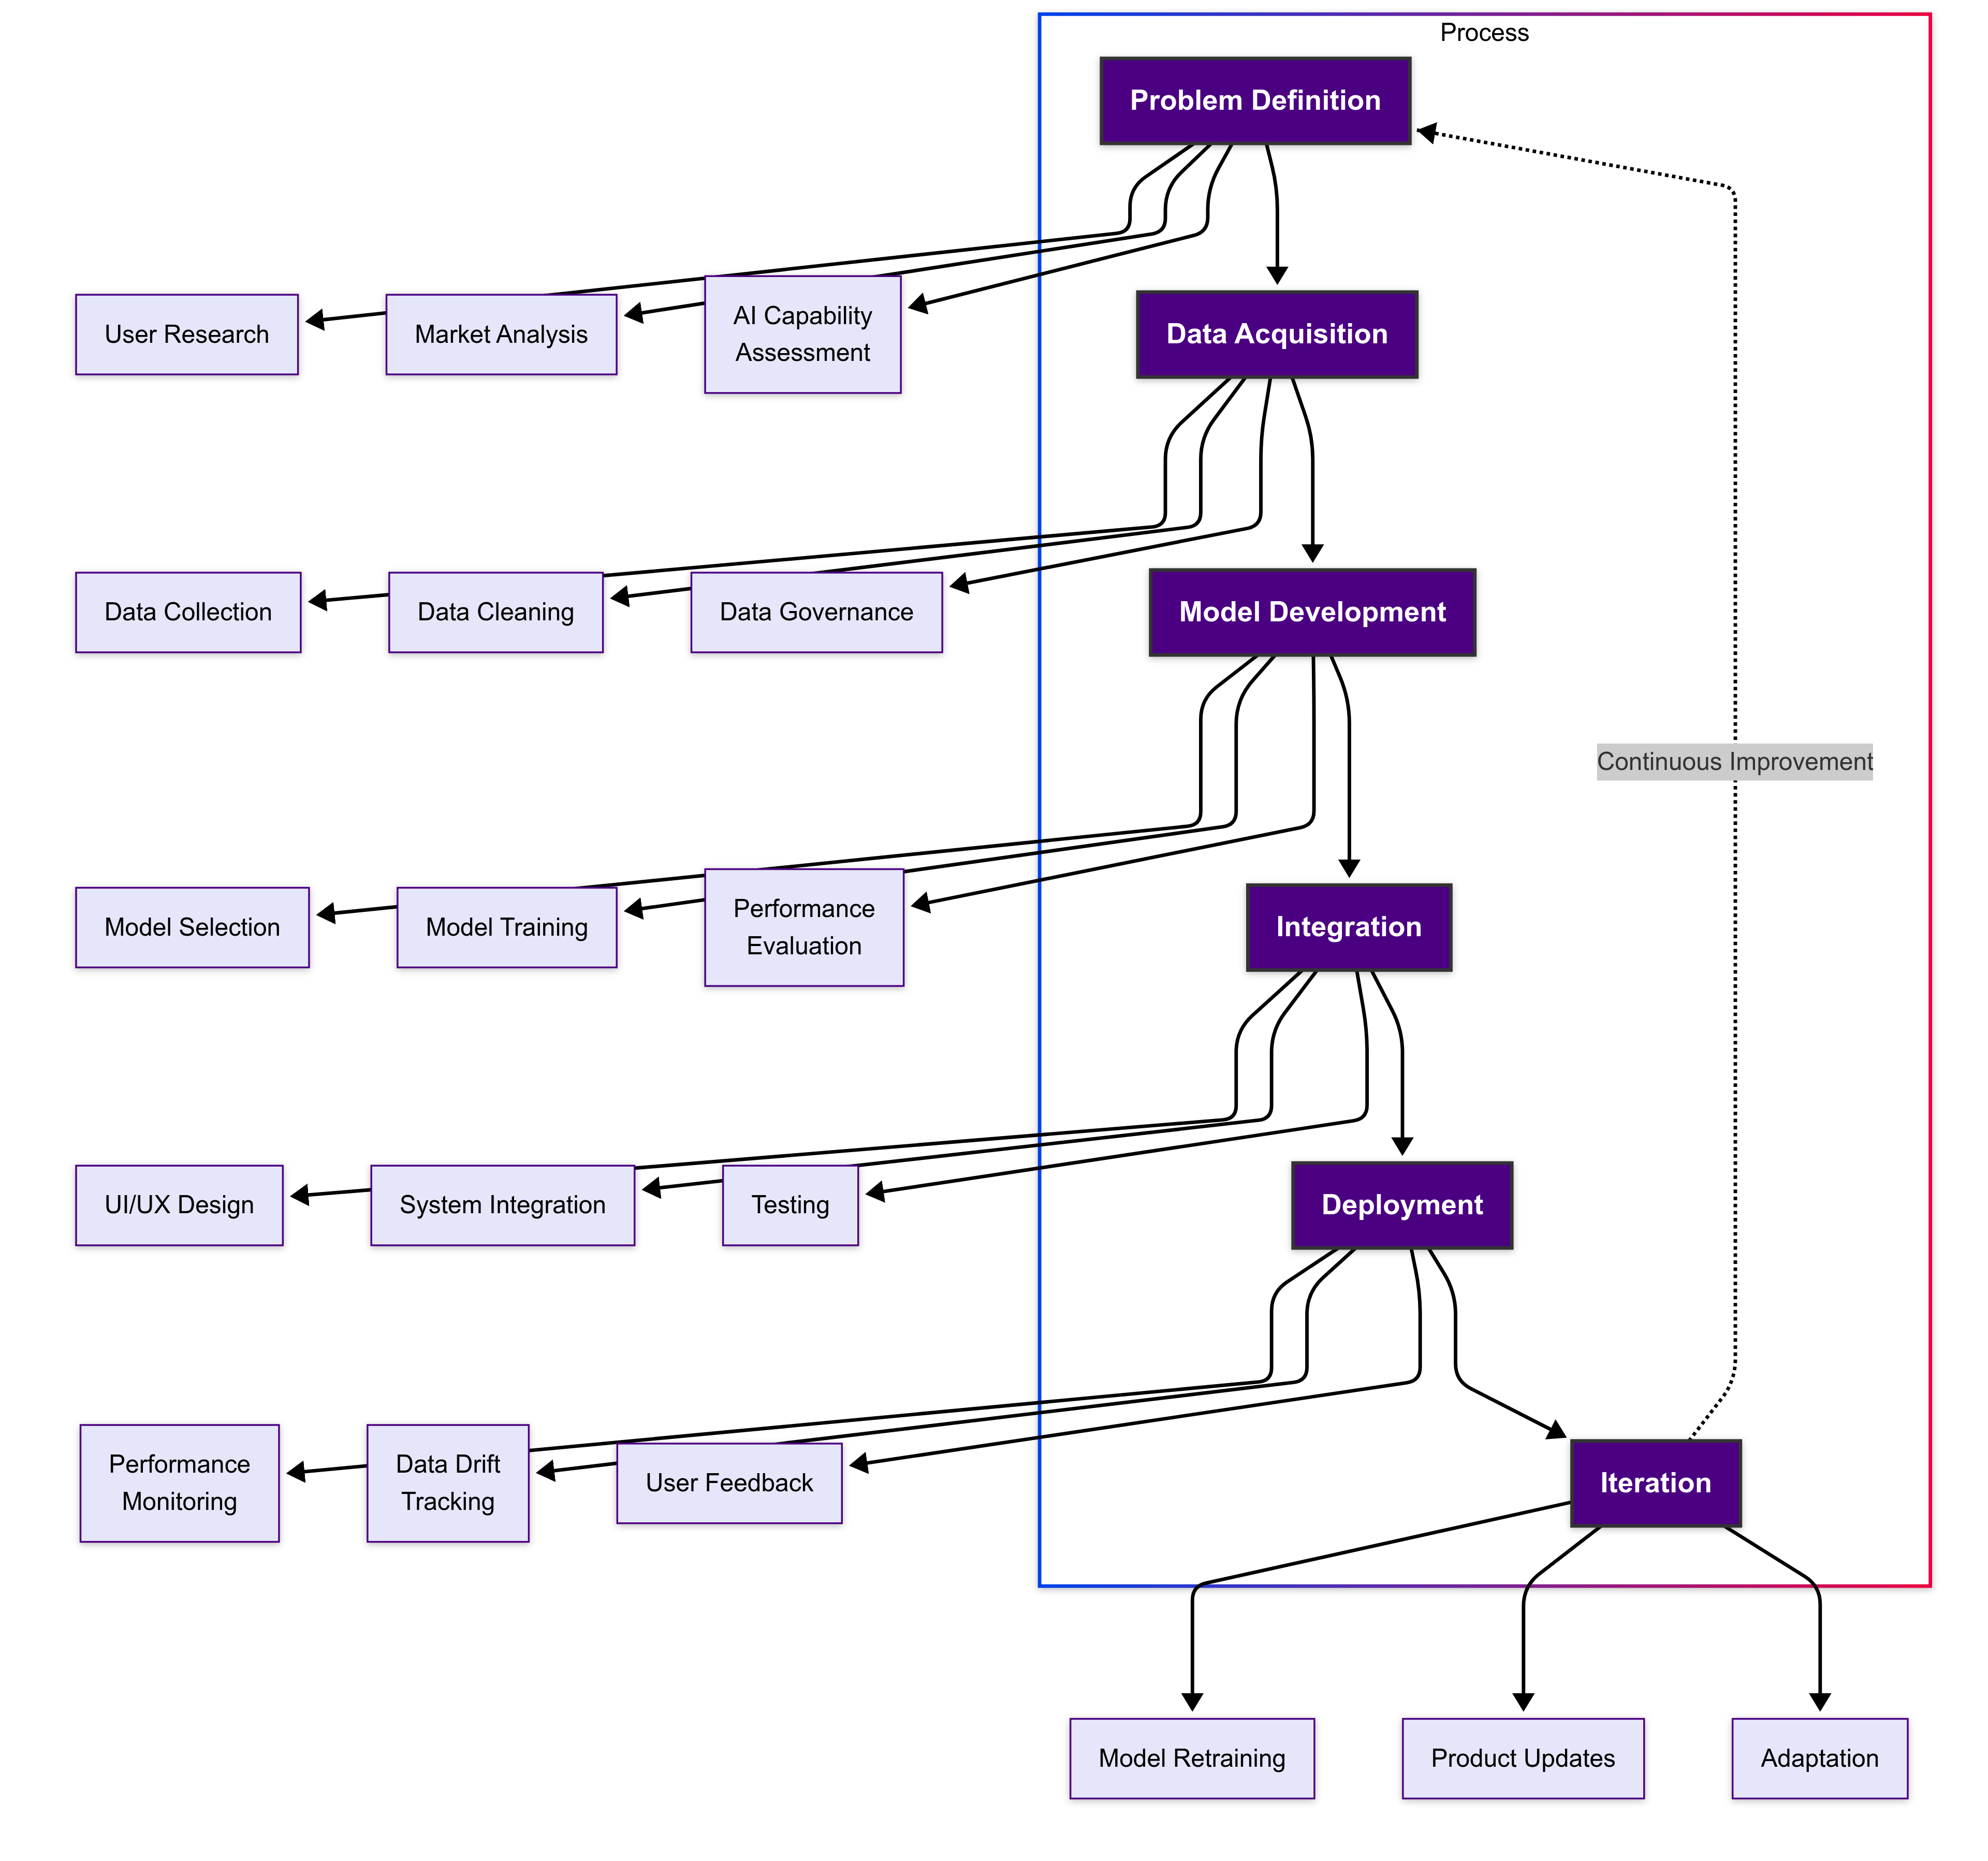 Process
Problem Definition
User Research
Market Analysis
AI Capability
Assessment
Data Acquisition
Data Collection
Data Cleaning
Data Governance
Model Development
Continuous Improvement
Model Selection
Model Training
Performance
Evaluation
Integration
UI/UX Design
System Integration
Testing
Deployment
Performance
Monitoring
Data Drift
Tracking
User Feedback
Iteration
Model Retraining
Product Updates
Adaptation